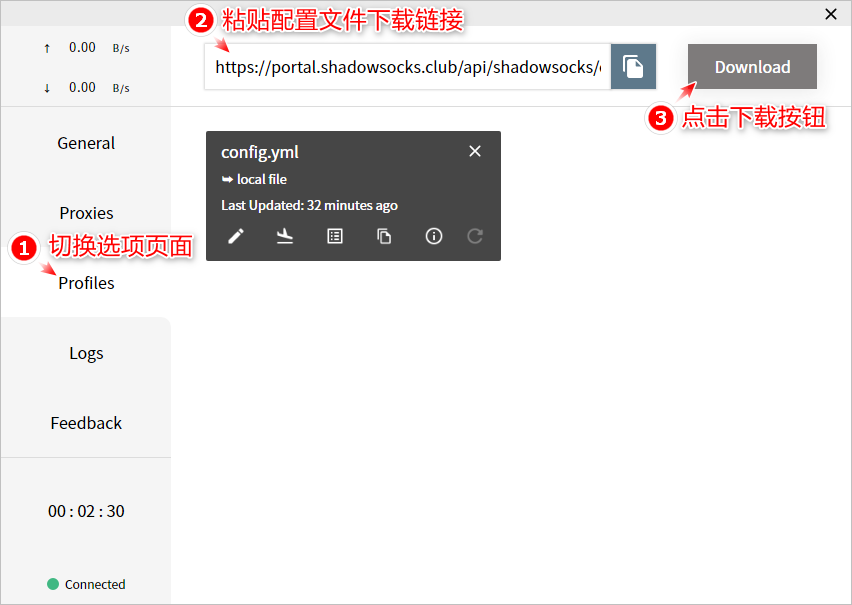 2 粘贴配置文件下载链接
↑ 0.00 B/s
↓ 0.00 B/s
https://portal.shadowsocks.club/api/shadowsocks/
Download
3 点击下载按钮
General
Proxies
1 切换选项页面
Profiles
Logs
Feedback
00 : 02 : 30
Connected
config.yml
local file
Last Updated: 32 minutes ago